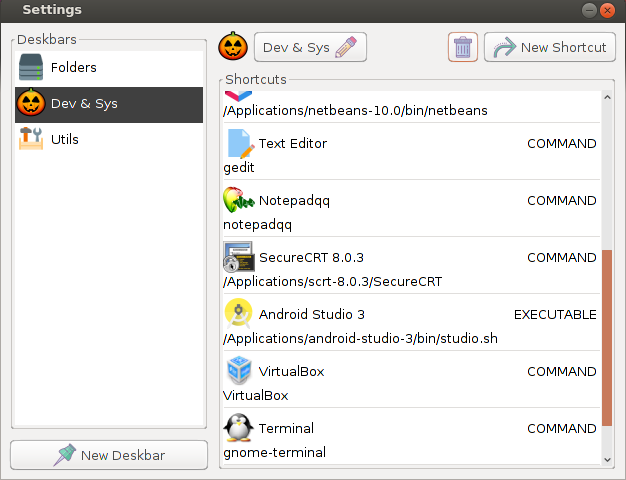 Settings
Deskbars
Folders
Dev & Sys
Utils
New Deskbar
Dev & Sys
New Shortcut
Shortcuts
/Applications/netbeans-10.0/bin/netbeans
Text Editor COMMAND
gedit
Notepadqq COMMAND
notepadqq
SecureCRT 8.0.3 COMMAND
/Applications/scrt-8.0.3/SecureCRT
Android Studio 3 EXECUTABLE
/Applications/android-studio-3/bin/studio.sh
VirtualBox COMMAND
VirtualBox
Terminal COMMAND
gnome-terminal